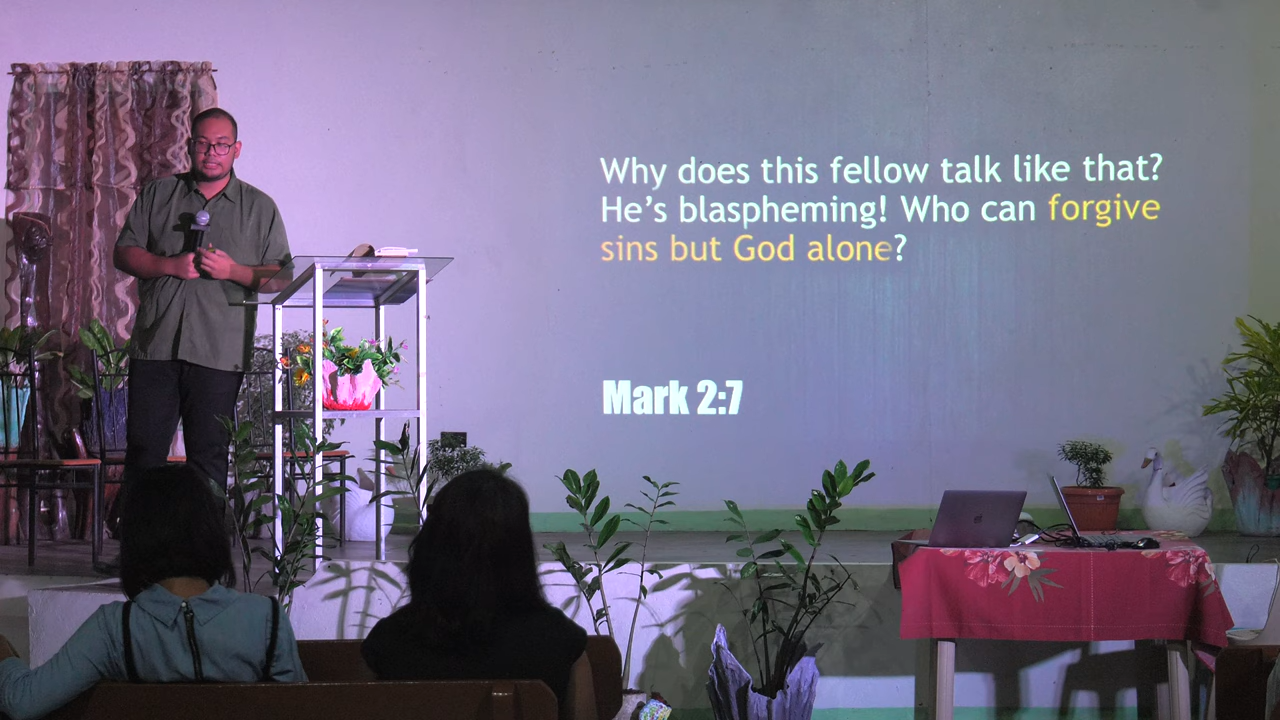 Why does this fellow talk like that?
He’s blaspheming! Who can forgive
sins but God alone?
Mark 2:7